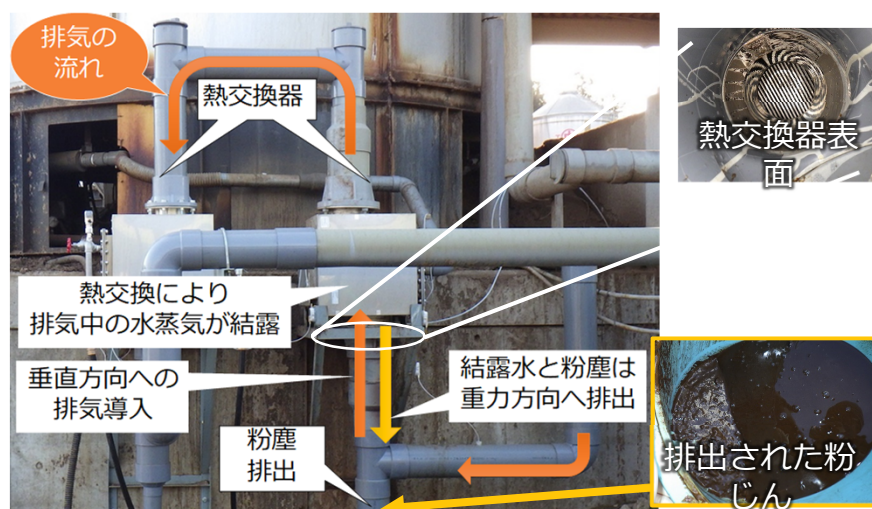 排気の
流れ
熱交換器
熱交換器表
面
熱交換により
排気中の水蒸気が結露
垂直方向への
排気導入
結露水と粉塵は
重力方向へ排出
粉塵
排出
排出された粉
じん